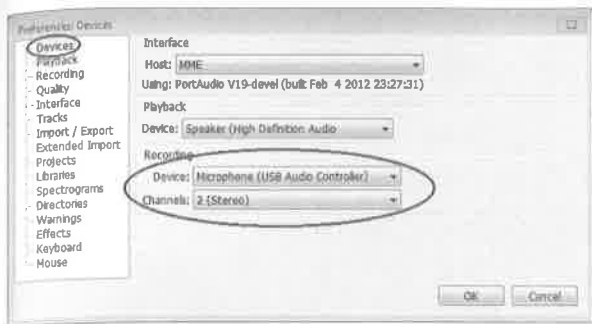 Preferences: Devices
Devices
Playback
Recording
Quality
Interface
Tracks
Import / Export
Extended Import
Projects
Libraries
Spectrograms
Directories
Warnings
Effects
Keyboard
Mouse
Interface
Host: MME
Using: PortAudio V19-devel (built Feb 4 2012 23:27:31)
Playback
Device: Speaker (High Definition Audio
Recording
Device: Microphone (USB Audio Controller)
Channels: 2 (Stereo)
OK Cancel